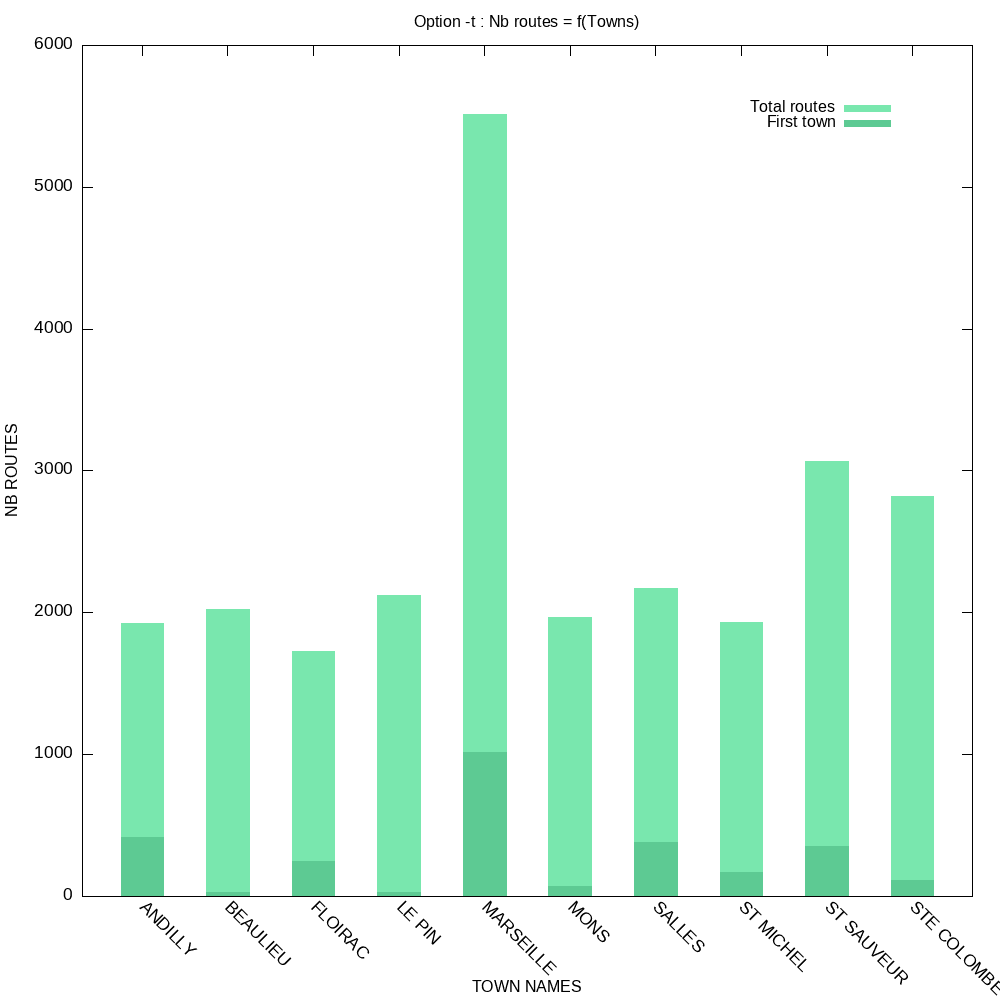 Option -t : Nb routes = f(Towns)
6000
5000
4000
3000
2000
1000
0
NB ROUTES
Total routes
First town
ANDILLY
BEAULIEU
FLOIRAC
LE PIN
MARSEILLE
MONS
SALLES
ST MICHEL
ST SAUVEUR
STE COLOMBE
TOWN NAMES